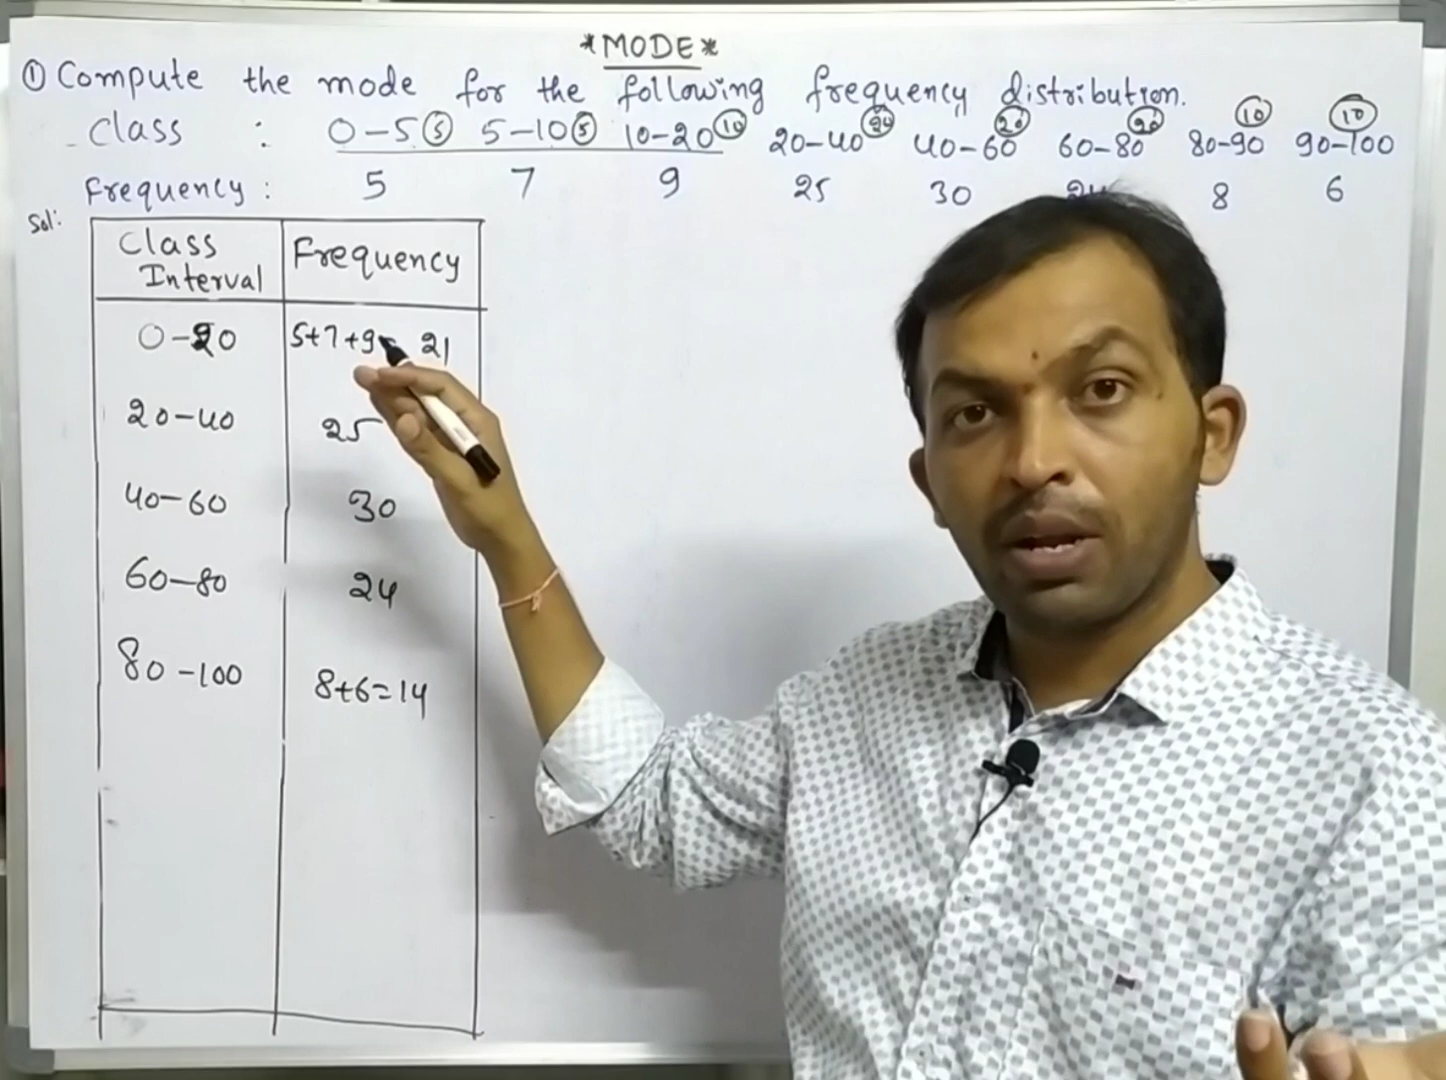 *MODE*
① Compute the mode for the following frequency distribution.
Class : 0-5 ⑤ 5-10 ⑤ 10-20 ⑩ 20-40 ⑳ 40-60 ⑳ 60-80 ⑳ 80-90 ⑩ 90-100 ⑩
Frequency : 5 7 9 25 30 24 8 6
Sol:
Class Frequency
Interval
0-20 5+7+9= 21
20-40 25
40-60 30
60-80 24
80-100 8+6=14